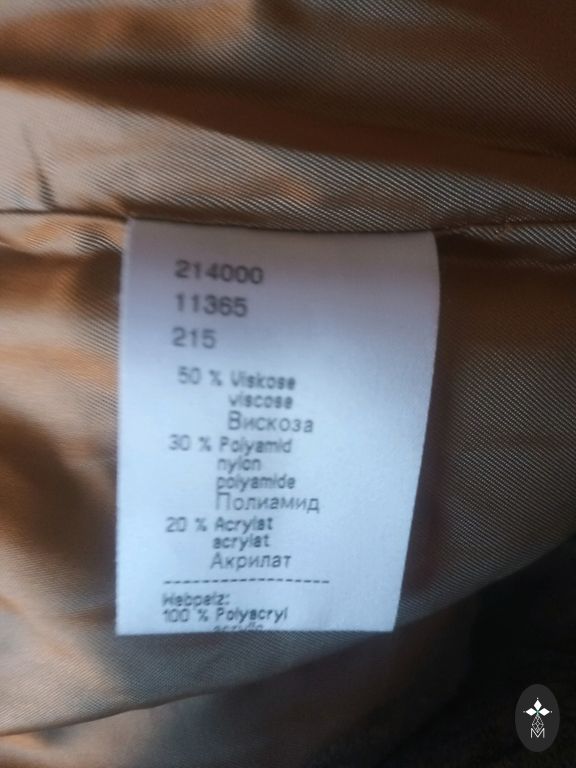 214000
11365
215
50 % Viskose
viscose
Вискоза
30 % Polyamid
nylon
polyamide
Полиамид
20 % Acrylat
acrylat
Акрилат
Webpelz:
100 % Polyacryl
M